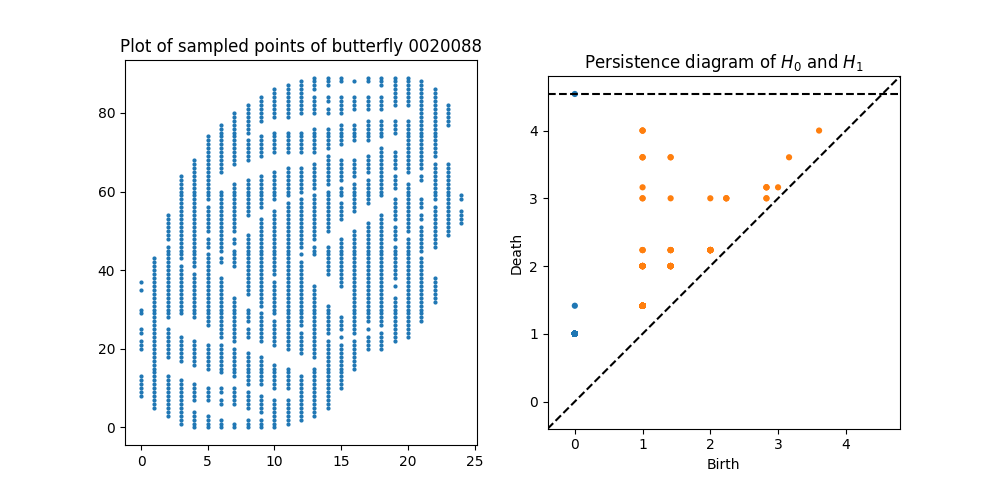 Plot of sampled points of butterfly 0020088
80
60
40
20
0
0 5 10 15 20 25
Persistence diagram of H₀ and H₁
Death
4
3
2
1
0
0 1 2 3 4
Birth